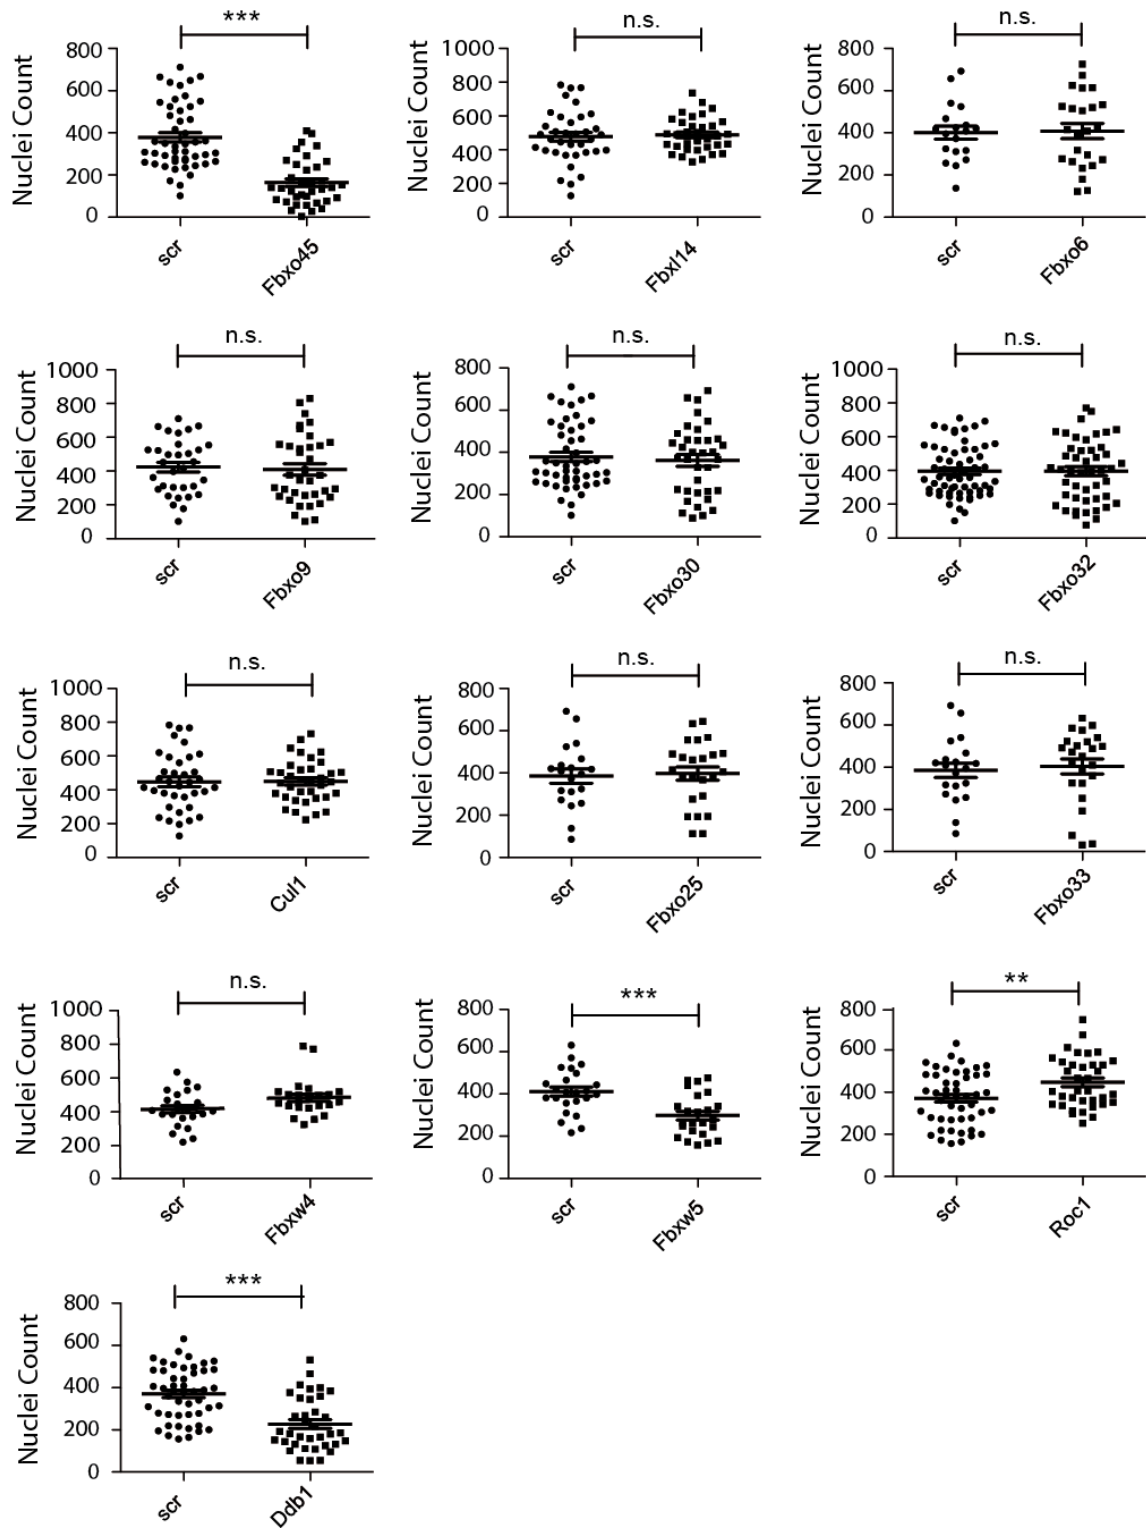 ***
Nuclei Count
800
600
400
200
0
scr
Fbxo45
n.s.
Nuclei Count
1000
800
600
400
200
0
scr
Fbxl14
n.s.
Nuclei Count
800
600
400
200
0
scr
Fbxo6
n.s.
Nuclei Count
1000
800
600
400
200
0
scr
Fbxo9
n.s.
Nuclei Count
800
600
400
200
0
scr
Fbxo30
n.s.
Nuclei Count
1000
800
600
400
200
0
scr
Fbxo32
n.s.
Nuclei Count
1000
800
600
400
200
0
scr
Cul1
n.s.
Nuclei Count
800
600
400
200
0
scr
Fbxo25
n.s.
Nuclei Count
800
600
400
200
0
scr
Fbxo33
n.s.
Nuclei Count
1000
800
600
400
200
0
scr
Fbxw4
***
Nuclei Count
800
600
400
200
0
scr
Fbxw5
**
Nuclei Count
800
600
400
200
0
scr
Roc1
***
Nuclei Count
800
600
400
200
0
scr
Ddb1